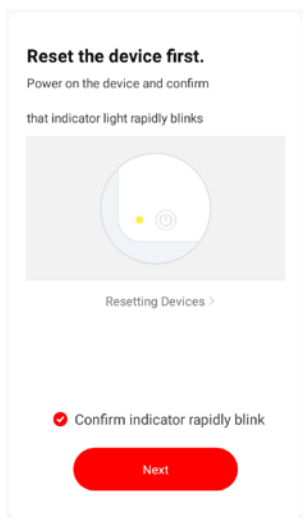 Reset the device first.
Power on the device and confirm
that indicator light rapidly blinks
Resetting Devices >
Confirm indicator rapidly blink
Next